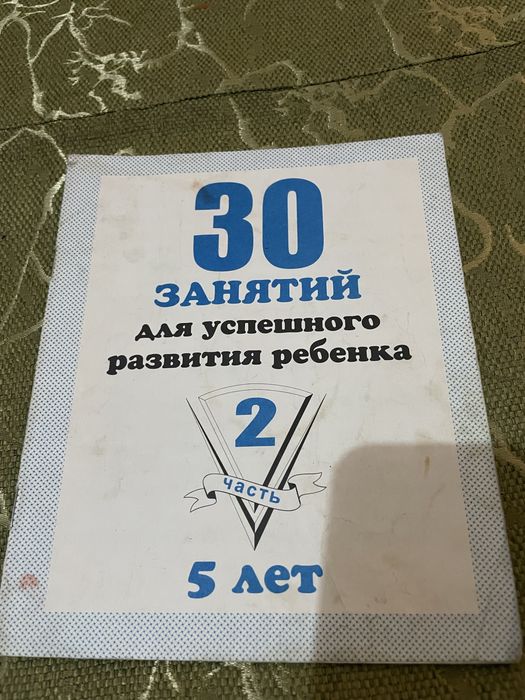 30
ЗАНЯТИЙ
для успешного
развития ребенка
2
часть
5 лет